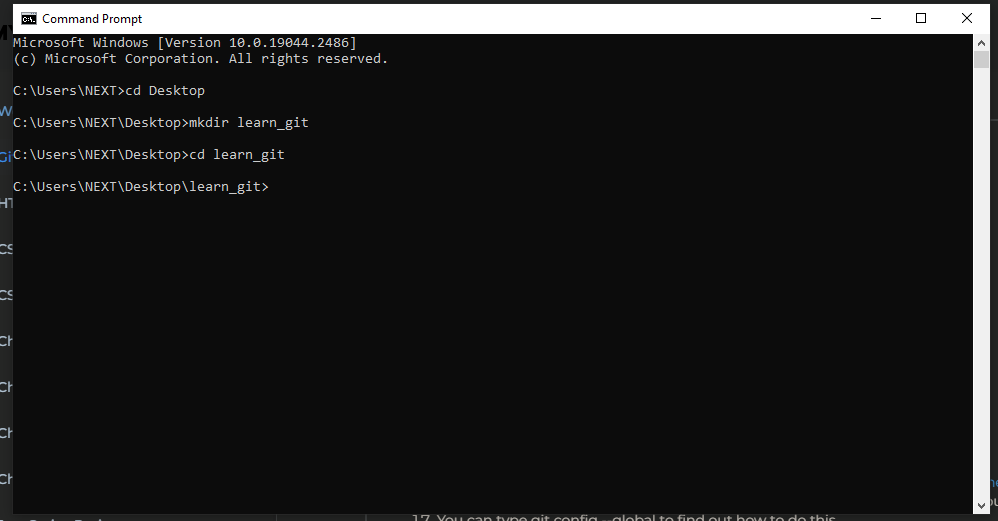 Command Prompt
Microsoft Windows [Version 10.0.19044.2486]
(c) Microsoft Corporation. All rights reserved.
C:\Users\NEXT>cd Desktop
C:\Users\NEXT\Desktop>mkdir learn_git
C:\Users\NEXT\Desktop>cd learn_git
C:\Users\NEXT\Desktop\learn_git>
17. You can type git config --global to find out how to do this